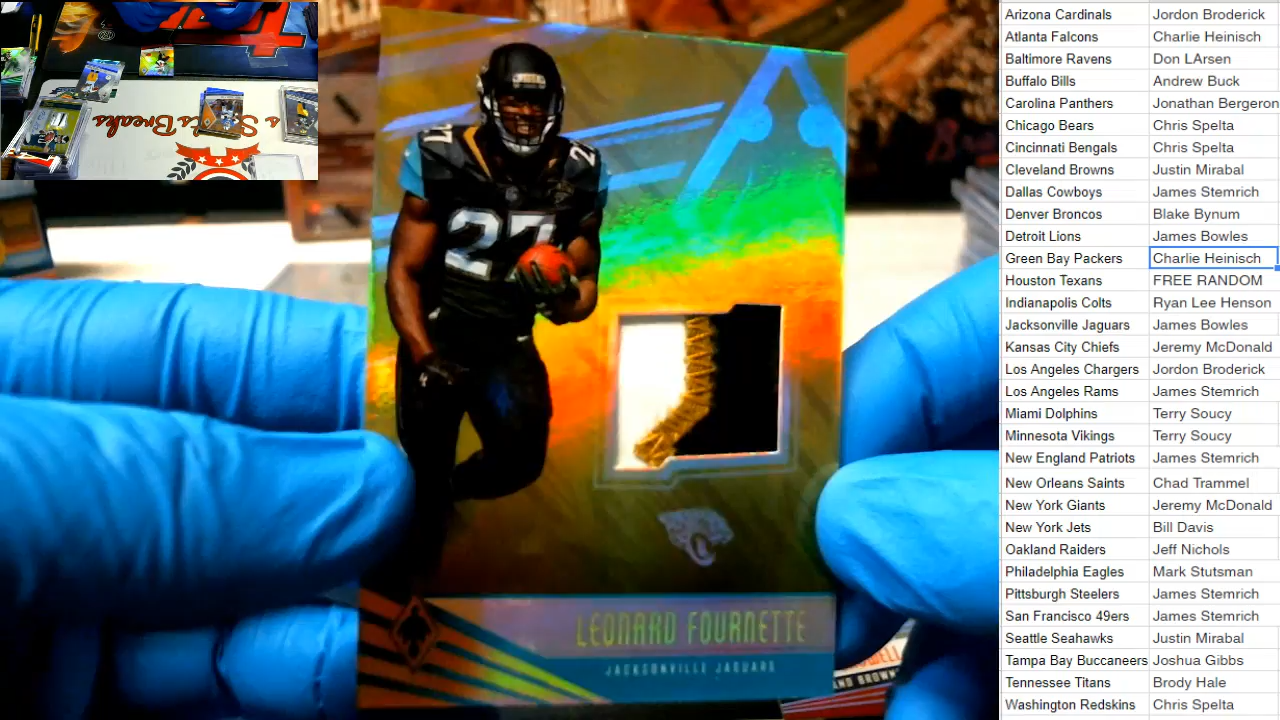 27
27
LEONARD FOURNETTE
JACKSONVILLE JAGUARS
Arizona Cardinals Jordon Broderick
Atlanta Falcons Charlie Heinisch
Baltimore Ravens Don LArsen
Buffalo Bills Andrew Buck
Carolina Panthers Jonathan Bergeron
Chicago Bears Chris Spelta
Cincinnati Bengals Chris Spelta
Cleveland Browns Justin Mirabal
Dallas Cowboys James Stemrich
Denver Broncos Blake Bynum
Detroit Lions James Bowles
Green Bay Packers Charlie Heinisch
Houston Texans FREE RANDOM
Indianapolis Colts Ryan Lee Henson
Jacksonville Jaguars James Bowles
Kansas City Chiefs Jeremy McDonald
Los Angeles Chargers Jordon Broderick
Los Angeles Rams James Stemrich
Miami Dolphins Terry Soucy
Minnesota Vikings Terry Soucy
New England Patriots James Stemrich
New Orleans Saints Chad Trammel
New York Giants Jeremy McDonald
New York Jets Bill Davis
Oakland Raiders Jeff Nichols
Philadelphia Eagles Mark Stutsman
Pittsburgh Steelers James Stemrich
San Francisco 49ers James Stemrich
Seattle Seahawks Justin Mirabal
Tampa Bay Buccaneers Joshua Gibbs
Tennessee Titans Brody Hale
Washington Redskins Chris Spelta